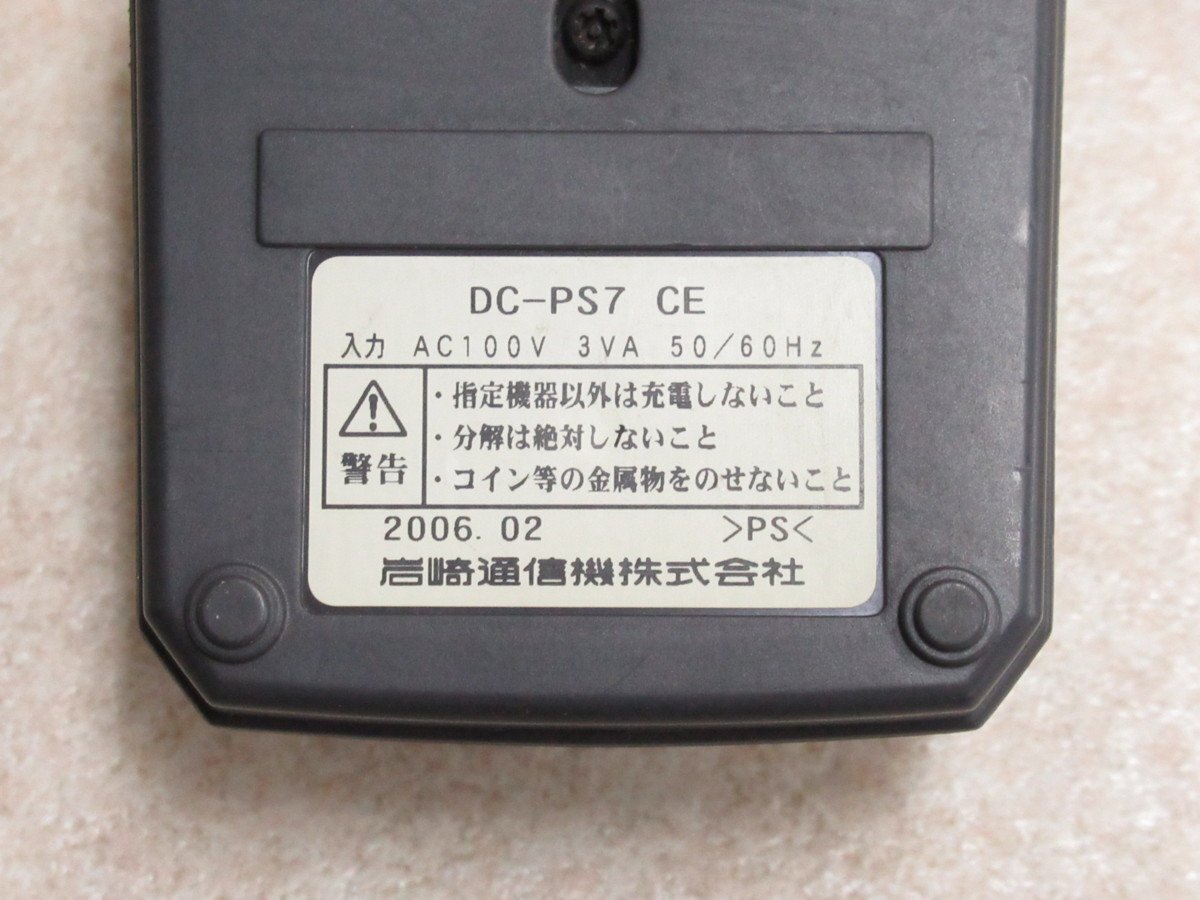 DC-PS7 CE
入力 AC100V 3VA 50/60Hz
警告
・指定機器以外は充電しないこと
・分解は絶対しないこと
・コイン等の金属物をのせないこと
2006.02 >PS<
岩崎通信機株式会社